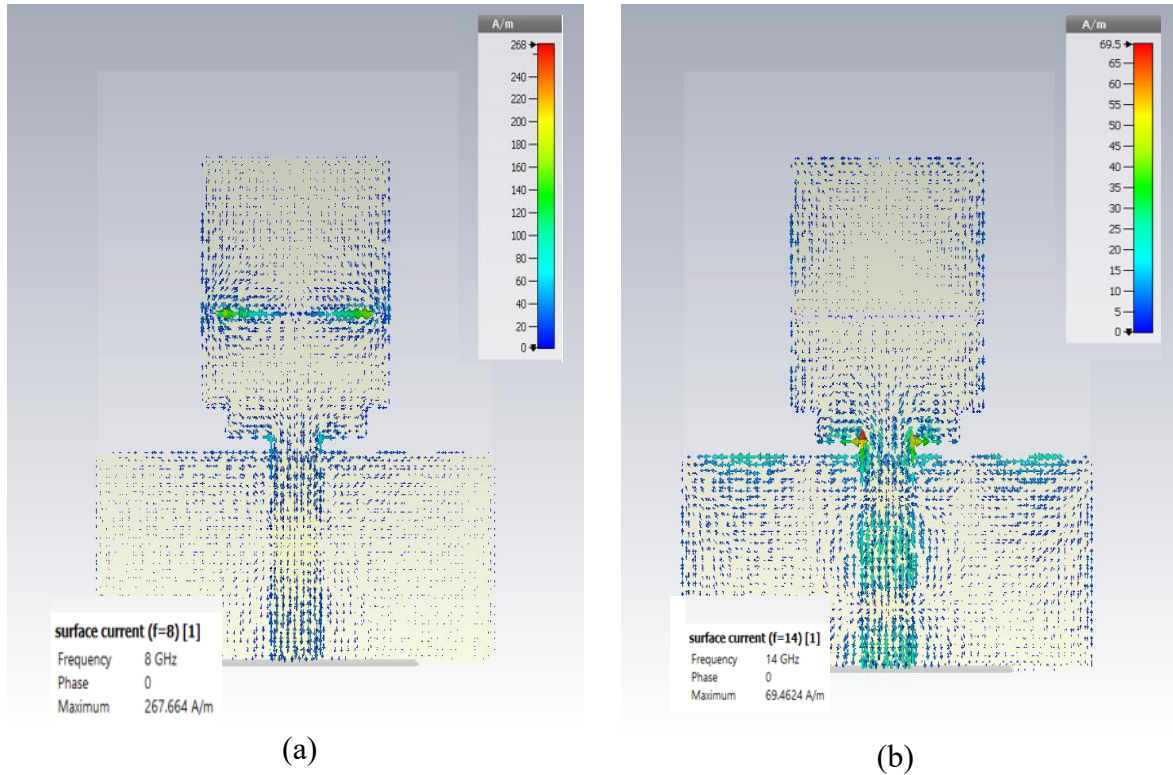 A/m
268
240
220
200
180
160
140
120
100
80
60
40
20
0
surface current (f=8) [1]
Frequency 8 GHz
Phase 0
Maximum 267.664 A/m
(a)
A/m
69.5
65
60
55
50
45
40
35
30
25
20
15
10
5
0
surface current (f=14) [1]
Frequency 14 GHz
Phase 0
Maximum 69.4624 A/m
(b)